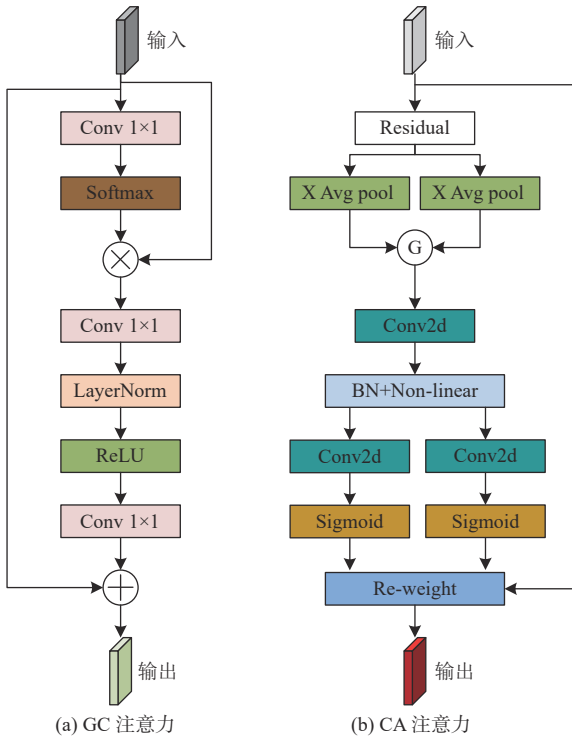 输入
Conv 1×1
Softmax
Conv 1×1
LayerNorm
ReLU
Conv 1×1
输出
(a) GC 注意力
输入
Residual
X Avg pool
X Avg pool
G
Conv2d
BN+Non-linear
Conv2d
Conv2d
Sigmoid
Sigmoid
Re-weight
输出
(b) CA 注意力